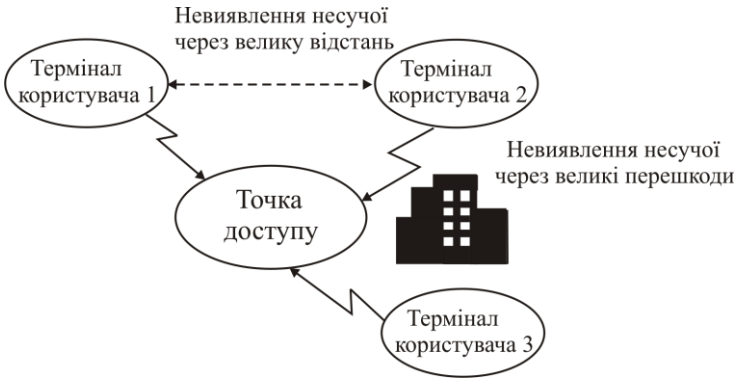 Невиявлення несучої
через велику відстань
Термінал
користувача 1
Термінал
користувача 2
Невиявлення несучої
через великі перешкоди
Точка
доступу
Термінал
користувача 3